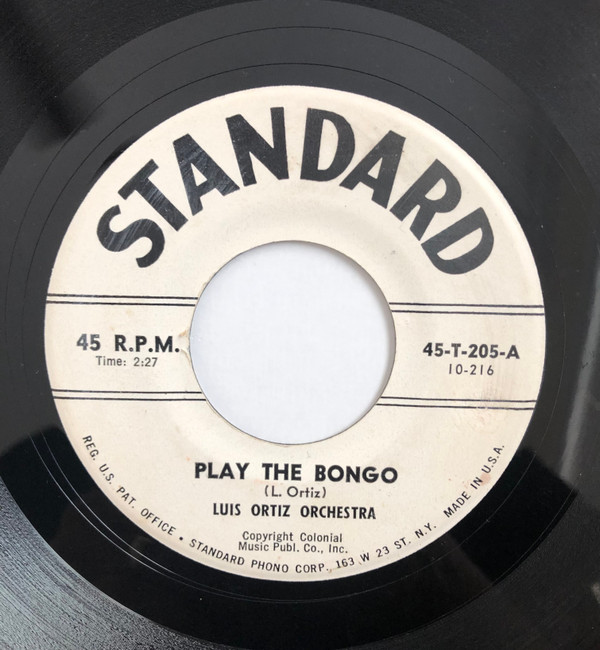 STANDARD
45 R.P.M.
Time: 2:27
45-T-205-A
10-216
PLAY THE BONGO
(L. Ortiz)
LUIS ORTIZ ORCHESTRA
Copyright Colonial
Music Publ. Co., Inc.
REG. U.S. PAT. OFFICE • STANDARD PHONO CORP., 163 W 23 ST. N.Y. MADE IN U.S.A.